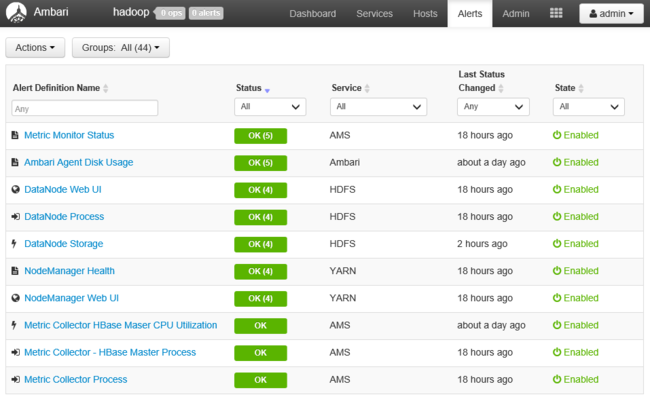 Ambari hadoop 0 ops 0 alerts Dashboard Services Hosts Alerts Admin admin
Actions Groups: All (44)
Alert Definition Name Status Service Last Status Changed State
Any All All Any All
Metric Monitor Status OK (5) AMS 18 hours ago Enabled
Ambari Agent Disk Usage OK (5) Ambari about a day ago Enabled
DataNode Web UI OK (4) HDFS 18 hours ago Enabled
DataNode Process OK (4) HDFS 18 hours ago Enabled
DataNode Storage OK (4) HDFS 2 hours ago Enabled
NodeManager Health OK (4) YARN 18 hours ago Enabled
NodeManager Web UI OK (4) YARN 18 hours ago Enabled
Metric Collector HBase Maser CPU Utilization OK AMS about a day ago Enabled
Metric Collector - HBase Master Process OK AMS 18 hours ago Enabled
Metric Collector Process OK AMS 18 hours ago Enabled